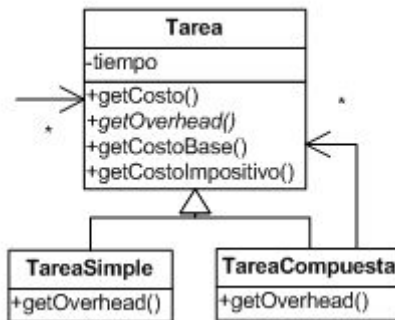 Tarea
-tiempo
+getCosto()
+getOverhead()
+getCostoBase()
+getCostoImpositivo()
*
*
TareaSimple
+getOverhead()
TareaCompuesta
+getOverhead()